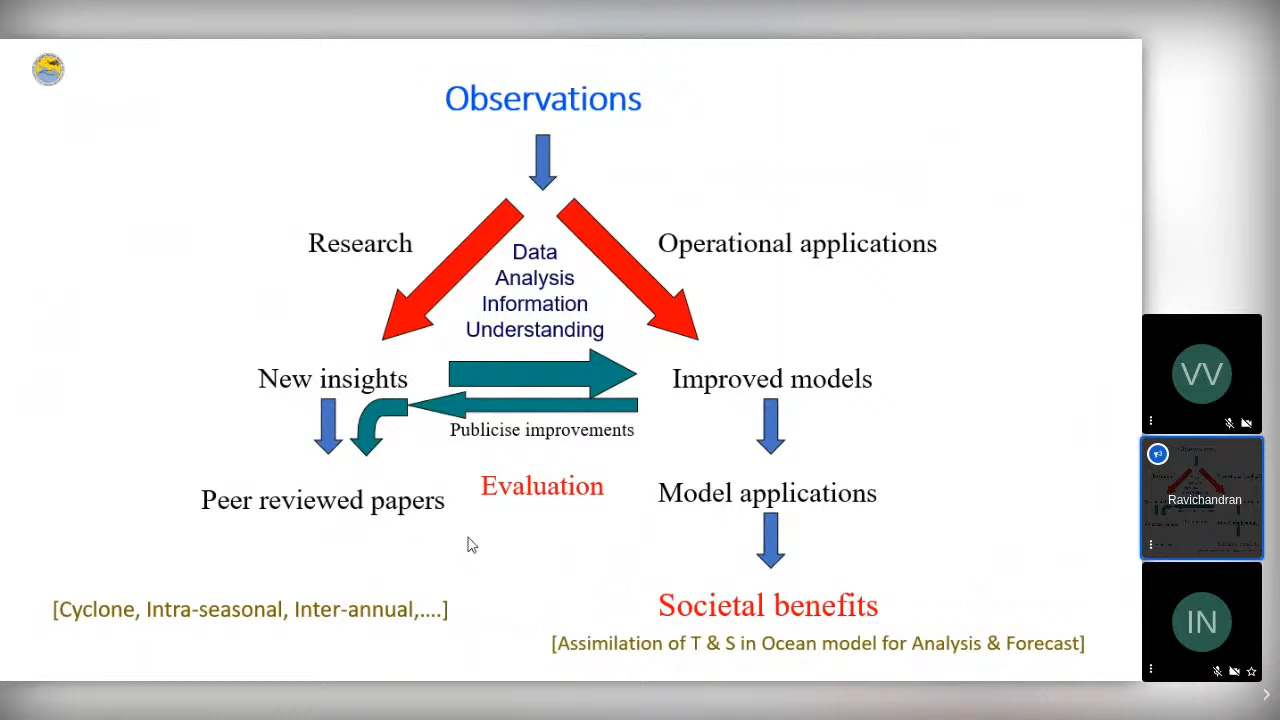 Observations
Research
Operational applications
Data
Analysis
Information
Understanding
New insights
Improved models
Publicise improvements
Evaluation
Peer reviewed papers
Model applications
[Cyclone, Intra-seasonal, Inter-annual,....]
Societal benefits
[Assimilation of T & S in Ocean model for Analysis & Forecast]
VV
Ravichandran
IN